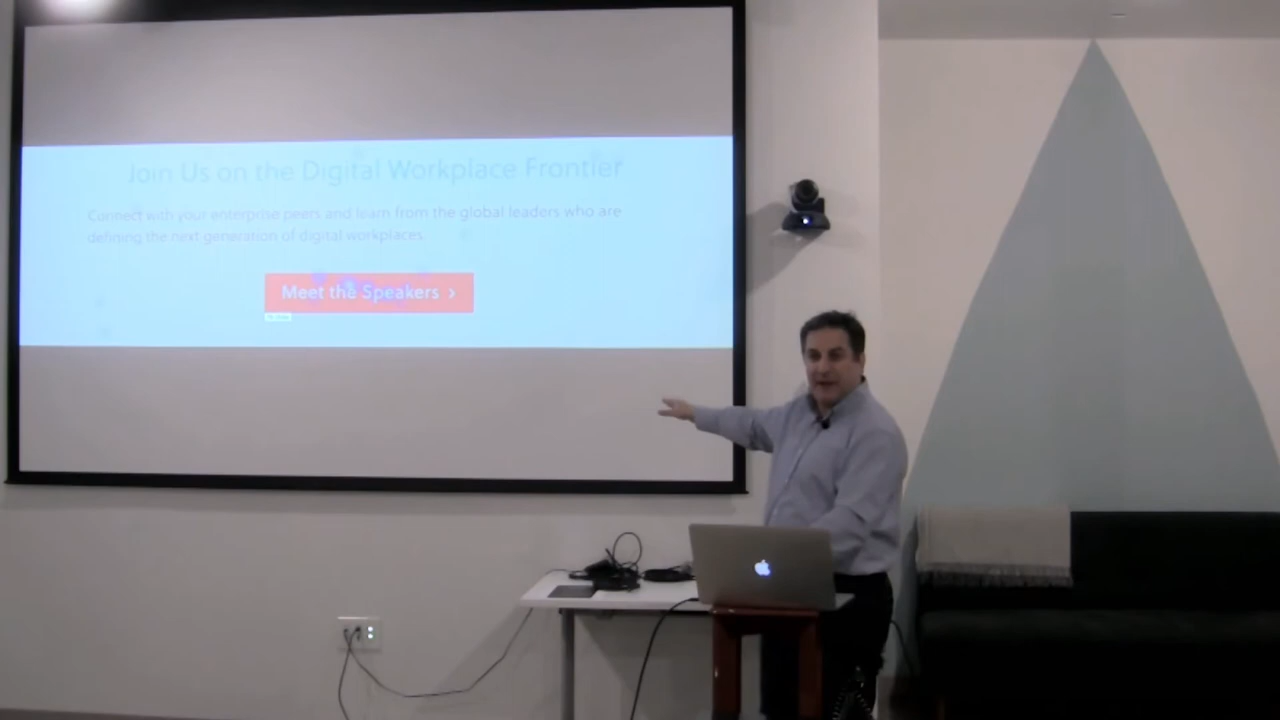 Join Us on the Digital Workplace Frontier
Connect with your enterprise peers and learn from the global leaders who are
defining the next generation of digital workplaces.
Meet the Speakers ›